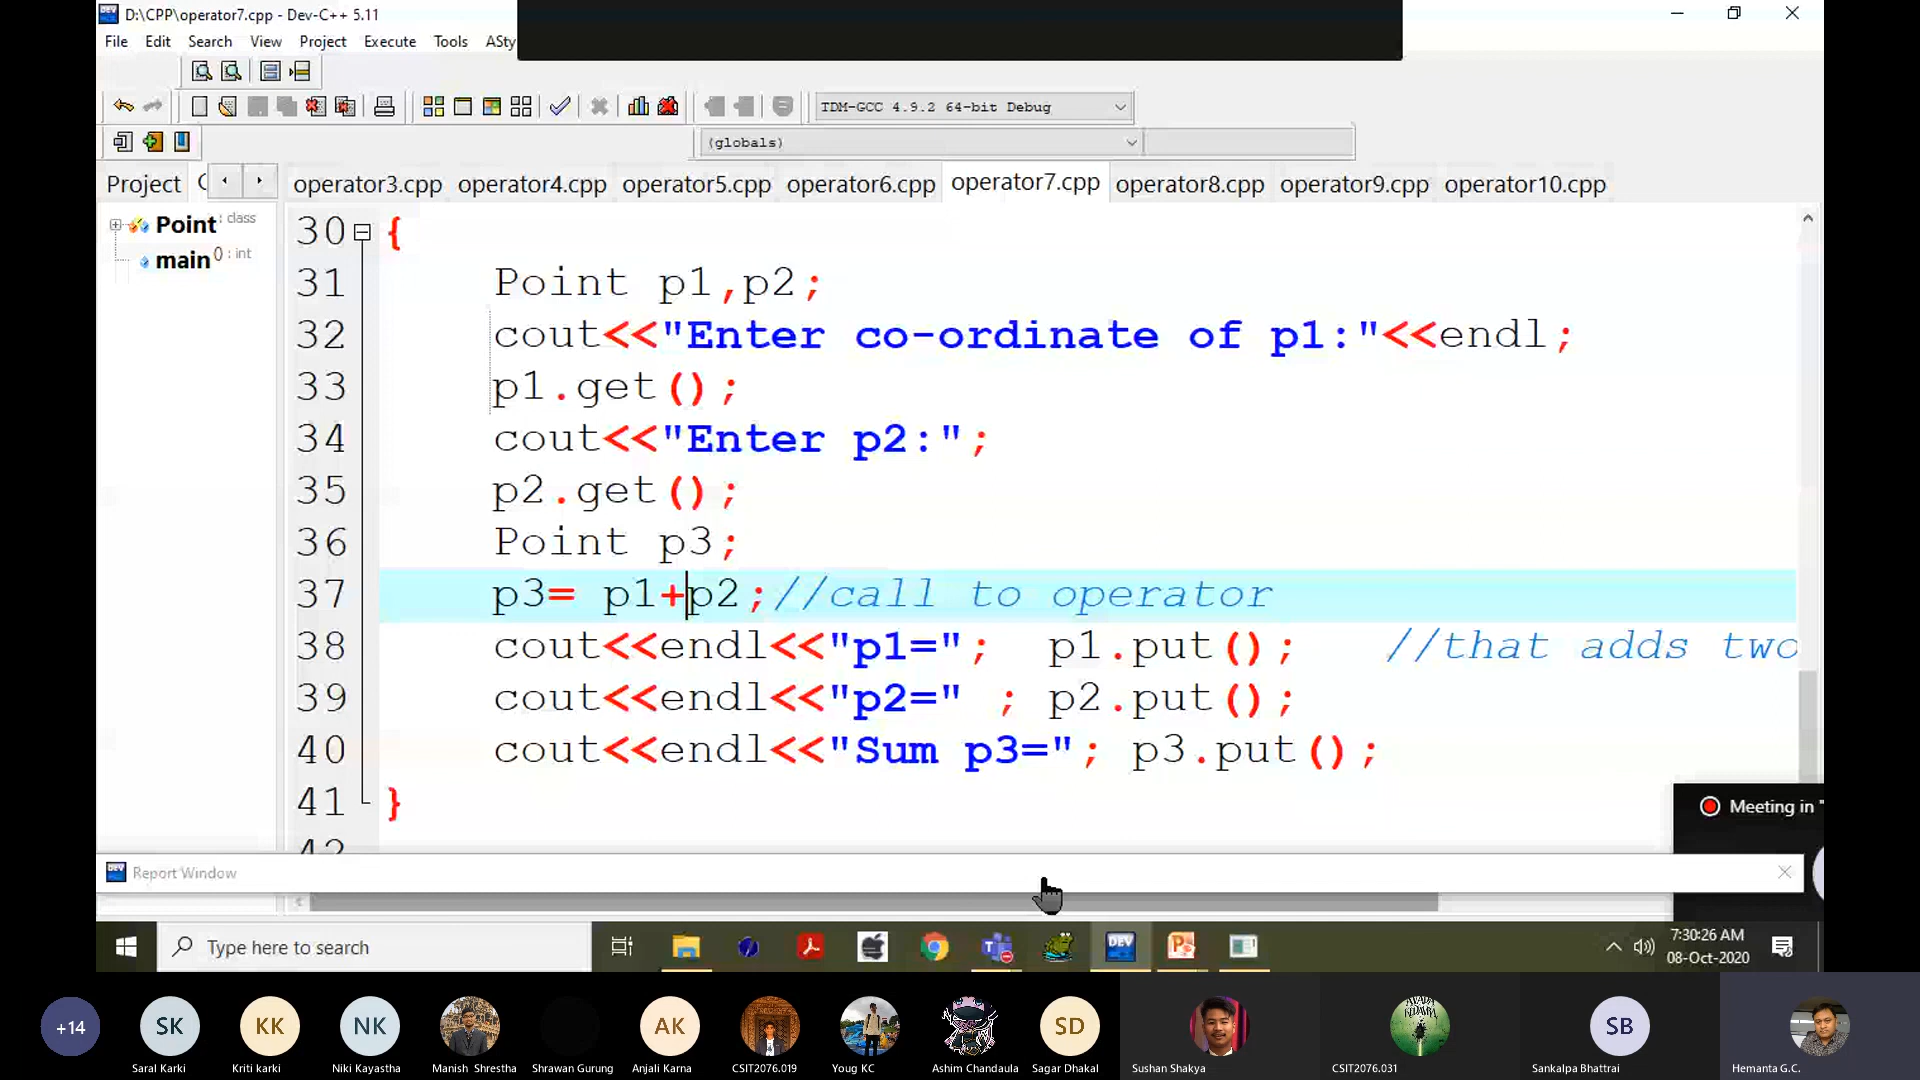 D:\CPP\operator7.cpp - Dev-C++ 5.11
File Edit Search View Project Execute Tools ASty
TDM-GCC 4.9.2 64-bit Debug
(globals)
Project operator3.cpp operator4.cpp operator5.cpp operator6.cpp operator7.cpp operator8.cpp operator9.cpp operator10.cpp
Point : class
main () : int
30 {
31 Point p1,p2;
32 cout<<"Enter co-ordinate of p1:"<<endl;
33 p1.get();
34 cout<<"Enter p2:";
35 p2.get();
36 Point p3;
37 p3= p1+p2;//call to operator
38 cout<<endl<<"p1="; p1.put(); //that adds two
39 cout<<endl<<"p2=" ; p2.put();
40 cout<<endl<<"Sum p3="; p3.put();
41 }
42
Meeting in "
Report Window
Type here to search
7:30:26 AM
08-Oct-2020
+14 SK KK NK AK SD SB
Saral Karki Kriti karki Niki Kayastha Manish Shrestha Shrawan Gurung Anjali Karna CSIT2076.019 Youg KC Ashim Chandaula Sagar Dhakal Sushan Shakya CSIT2076.031 Sankalpa Bhattrai Hemanta G.C.